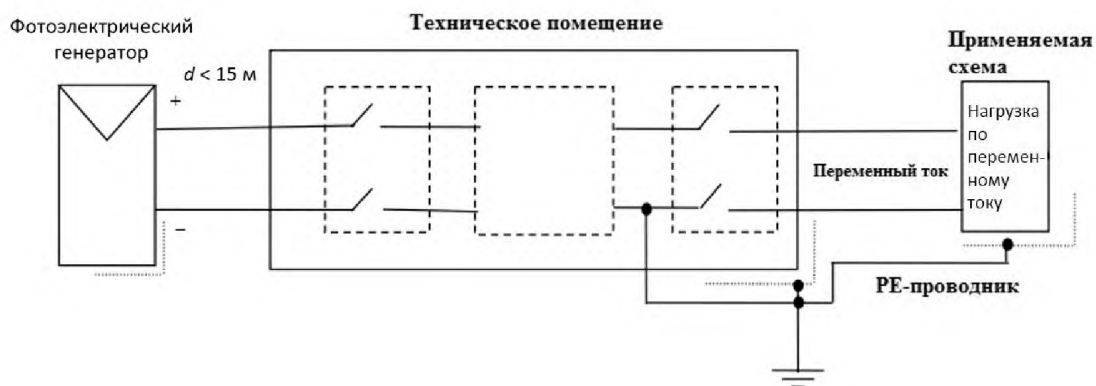 Техническое помещение
Фотоэлектрический
генератор
d < 15 м
+
–
Применяемая
схема
Нагрузка
по
перемен-
ному
току
Переменный ток
PE-проводник